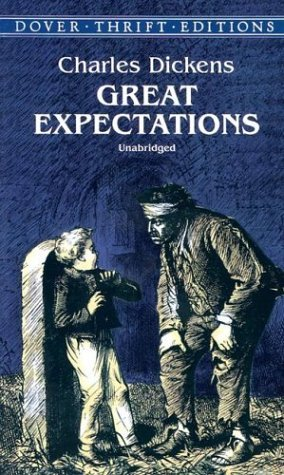 DOVER · THRIFT · EDITIONS
Charles Dickens
GREAT
EXPECTATIONS
Unabridged